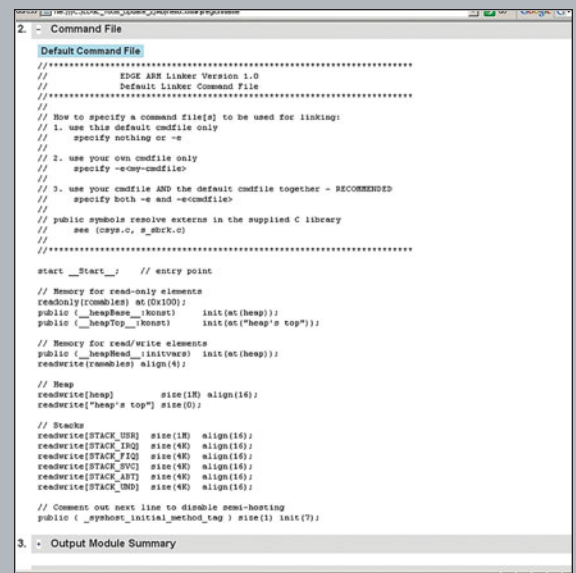 2. - Command File
Default Command File
//**********************************************************************
// EDGE ARM Linker Version 1.0
// Default Linker Command File
//**********************************************************************
//
// How to specify a command file[s] to be used for linking:
// 1. use this default cmdfile only
// specify nothing or -e
//
// 2. use your own cmdfile only
// specify -e<my-cmdfile>
//
// 3. use your cmdfile AND the default cmdfile together - RECOMMENDED
// specify both -e and -e<cmdfile>
//
// public symbols resolve externs in the supplied C library
// see (csys.c, s_sbrk.c)
//
//**********************************************************************
start __Start__; // entry point
// Memory for read-only elements
readonly(romables) at(0x100);
public (__heapBase__:konst) init(at(heap));
public (__heapTop__:konst) init(at("heap's top"));
// Memory for read/write elements
public (__heapHead__:initvars) init(at(heap));
readwrite(ramables) align(4);
// Heap
readwrite[heap] size(1M) align(16);
readwrite["heap's top"] size(0);
// Stacks
readwrite[STACK_USR] size(1M) align(16);
readwrite[STACK_IRQ] size(4K) align(16);
readwrite[STACK_FIQ] size(4K) align(16);
readwrite[STACK_SVC] size(4K) align(16);
readwrite[STACK_ABT] size(4K) align(16);
readwrite[STACK_UND] size(4K) align(16);
// Comment out next line to disable semi-hosting
public ( _syshost_initial_method_tag ) size(1) init(7);
3. + Output Module Summary